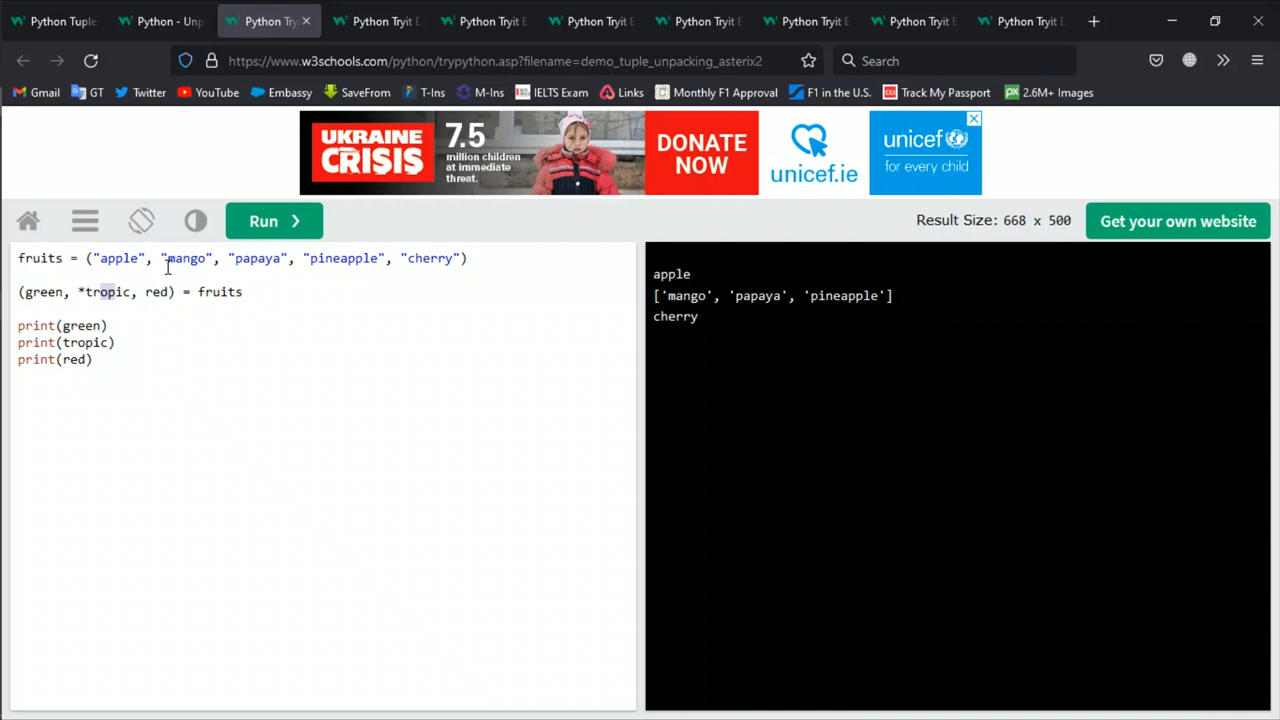 Python Tuple
Python - Unp
Python Try
Python Tryit E
Python Tryit E
Python Tryit E
Python Tryit E
Python Tryit E
Python Tryit E
Python Tryit E
https://www.w3schools.com/python/trypython.asp?filename=demo_tuple_unpacking_asterix2
Search
Gmail
GT
Twitter
YouTube
Embassy
SaveFrom
T-Ins
M-Ins
IELTS Exam
Links
Monthly F1 Approval
F1 in the U.S.
CGI
Track My Passport
px
2.6M+ Images
UKRAINE
CRISIS
7.5
million children
at immediate
threat.
DONATE
NOW
unicef.ie
unicef
for every child
Run ❯
Result Size: 668 x 500
Get your own website
fruits = ("apple", "mango", "papaya", "pineapple", "cherry")
(green, *tropic, red) = fruits
print(green)
print(tropic)
print(red)
apple
['mango', 'papaya', 'pineapple']
cherry